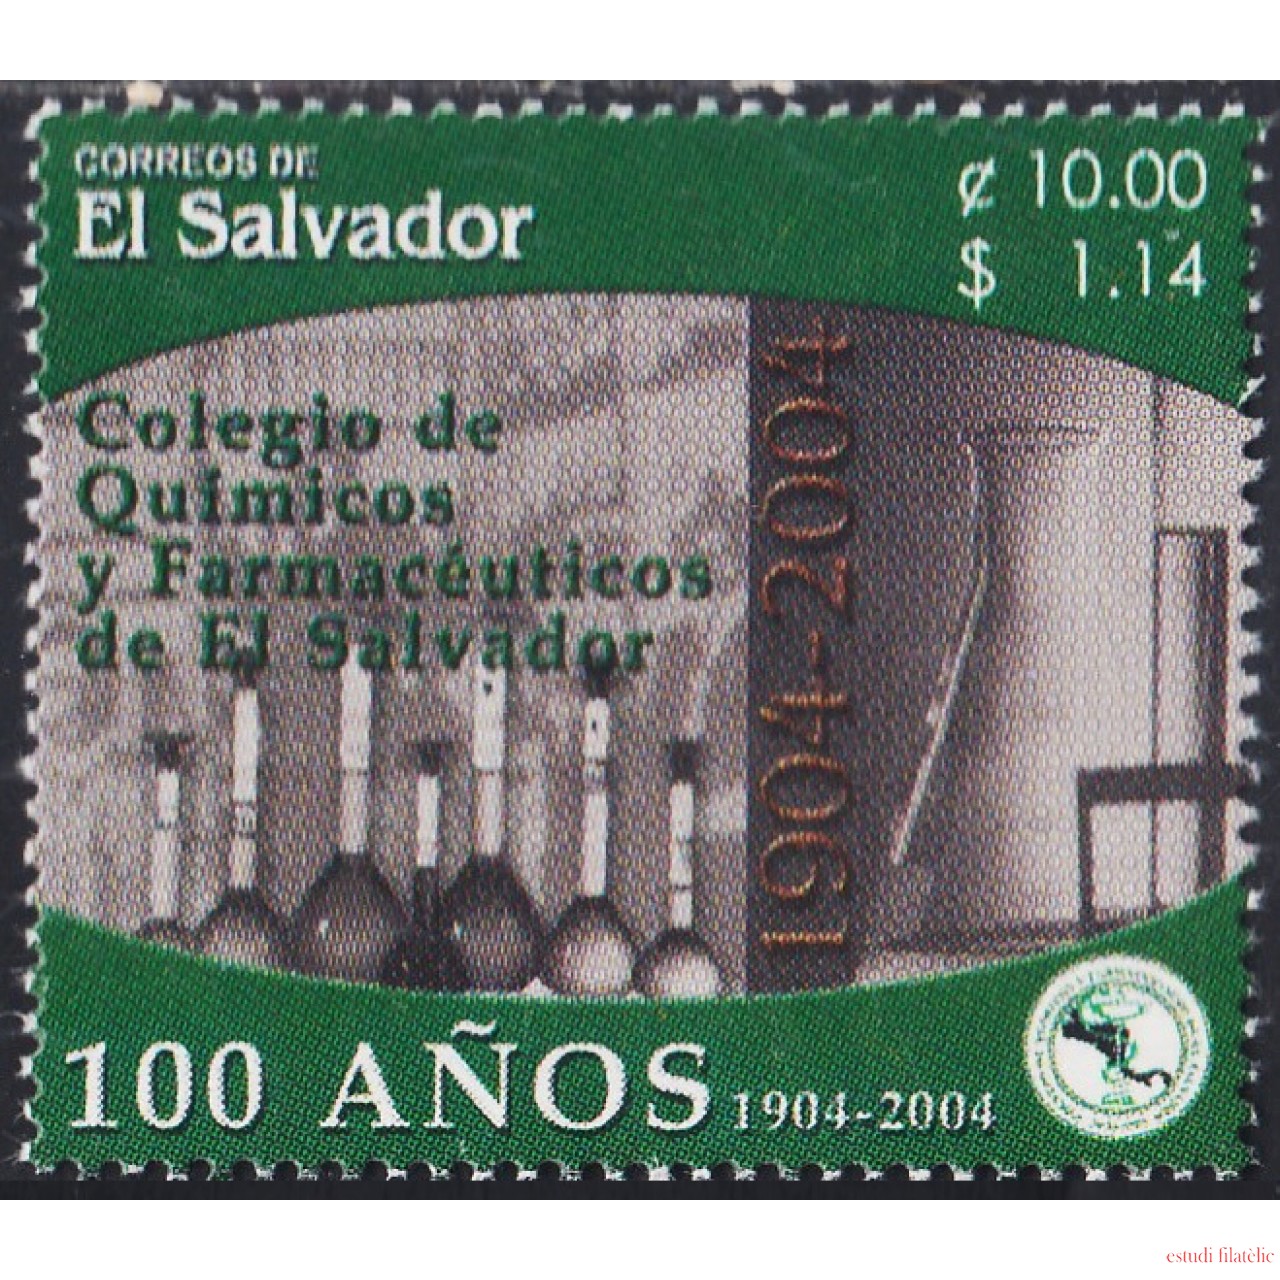 CORREOS DE
El Salvador
₡ 10.00
$ 1.14
Colegio de
Químicos
y Farmacéuticos
de El Salvador
1904-2004
100 AÑOS 1904-2004
estudi filatèlic